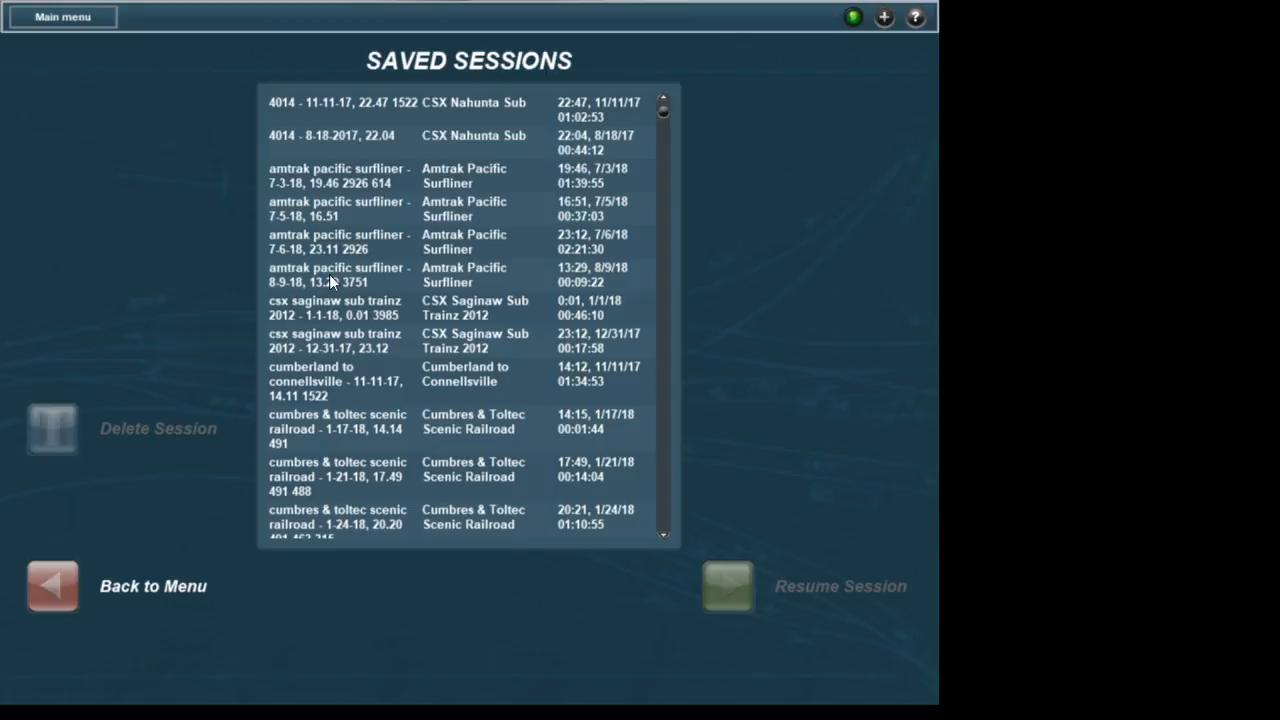 Main menu
+ ?
SAVED SESSIONS
4014 - 11-11-17, 22.47 1522 CSX Nahunta Sub 22:47, 11/11/17
01:02:53
4014 - 8-18-2017, 22.04 CSX Nahunta Sub 22:04, 8/18/17
00:44:12
amtrak pacific surfliner - Amtrak Pacific 19:46, 7/3/18
7-3-18, 19.46 2926 614 Surfliner 01:39:55
amtrak pacific surfliner - Amtrak Pacific 16:51, 7/5/18
7-5-18, 16.51 Surfliner 00:37:03
amtrak pacific surfliner - Amtrak Pacific 23:12, 7/6/18
7-6-18, 23.11 2926 Surfliner 02:21:30
amtrak pacific surfliner - Amtrak Pacific 13:29, 8/9/18
8-9-18, 3751 Surfliner 00:09:22
csx saginaw sub trainz CSX Saginaw Sub 0:01, 1/1/18
2012 - 1-1-18, 0.01 3985 Trainz 2012 00:46:10
csx saginaw sub trainz CSX Saginaw Sub 23:12, 12/31/17
2012 - 12-31-17, 23.12 Trainz 2012 00:17:58
cumberland to Cumberland to 14:12, 11/11/17
connellsville - 11-11-17, Connellsville 01:34:53
14.11 1522
cumbres & toltec scenic Cumbres & Toltec 14:15, 1/17/18
railroad - 1-17-18, 14.14 Scenic Railroad 00:01:44
491
cumbres & toltec scenic Cumbres & Toltec 17:49, 1/21/18
railroad - 1-21-18, 17.49 Scenic Railroad 00:14:04
491 488
cumbres & toltec scenic Cumbres & Toltec 20:21, 1/24/18
railroad - 1-24-18, 20.20 Scenic Railroad 01:10:55
Delete Session
Back to Menu
Resume Session